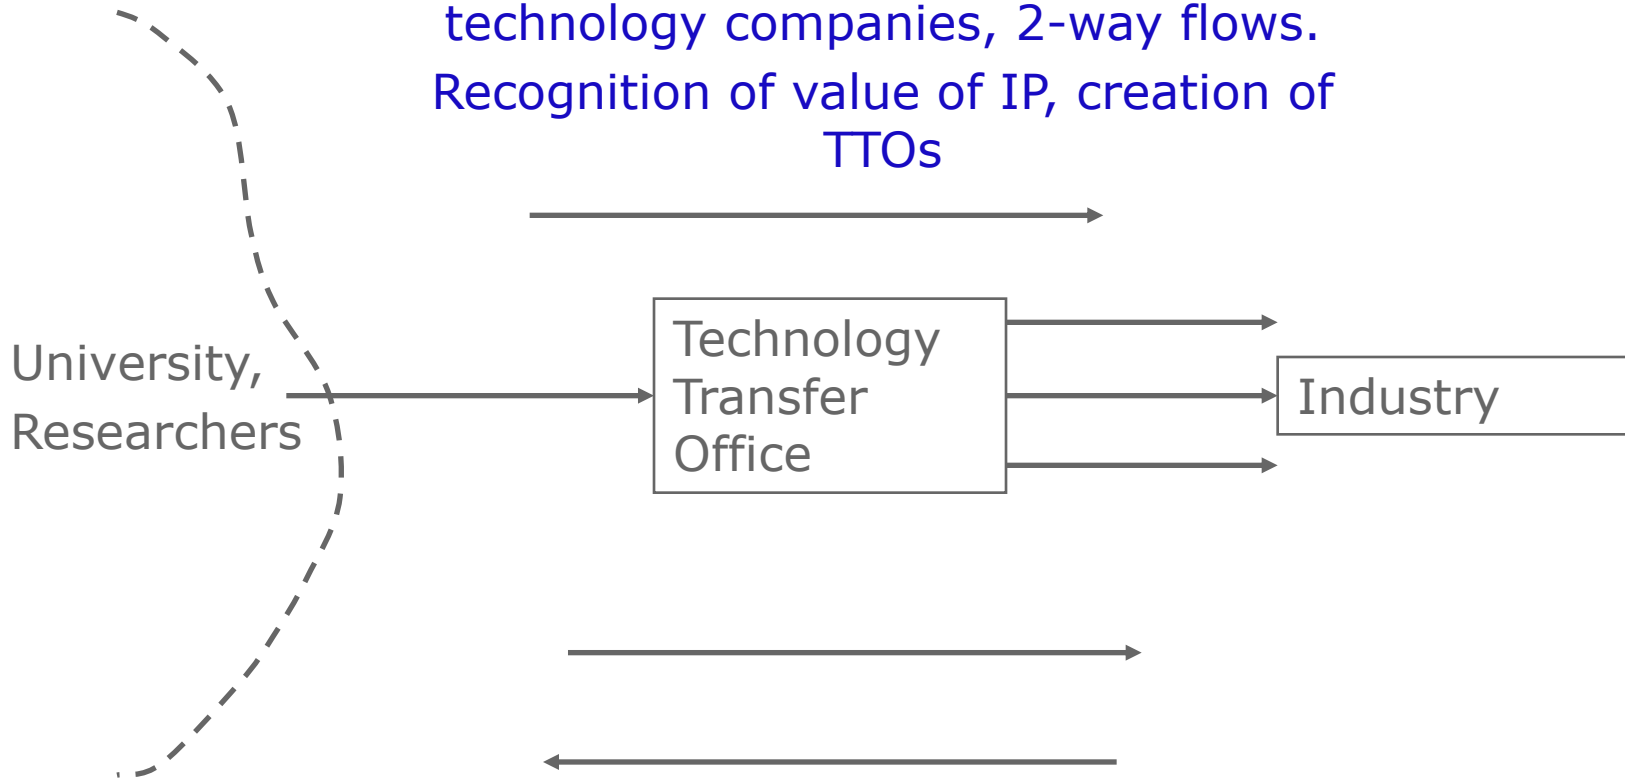 technology companies, 2-way flows.
Recognition of value of IP, creation of
TTOs
Technology
Transfer
Office
University,
Researchers
Industry